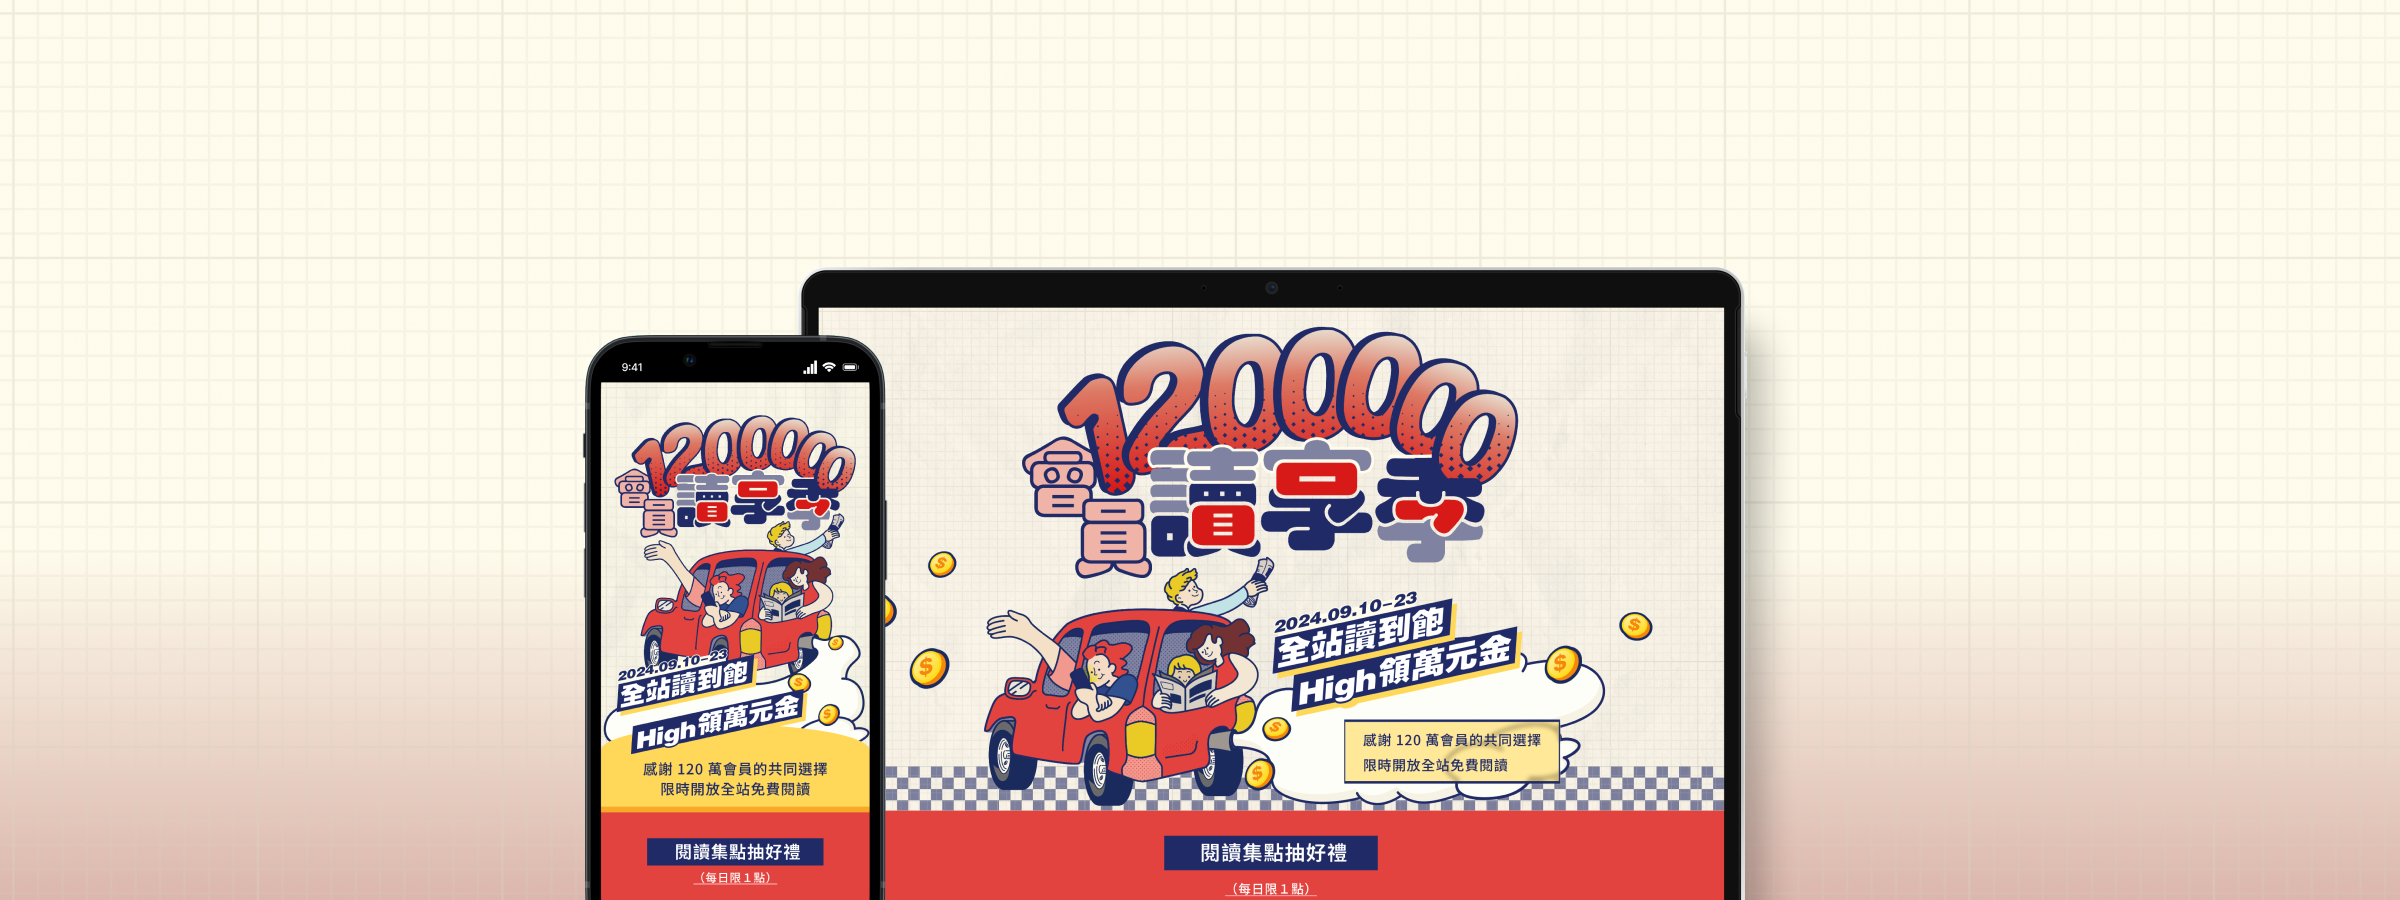 9:41
1200000
會員讀享季
2024.09.10-23
全站讀到飽
High領萬元金
感謝 120 萬會員的共同選擇
限時開放全站免費閱讀
閱讀集點抽好禮
（每日限１點）
1200000
會員讀享季
2024.09.10-23
全站讀到飽
High領萬元金
感謝 120 萬會員的共同選擇
限時開放全站免費閱讀
閱讀集點抽好禮
（每日限１點）